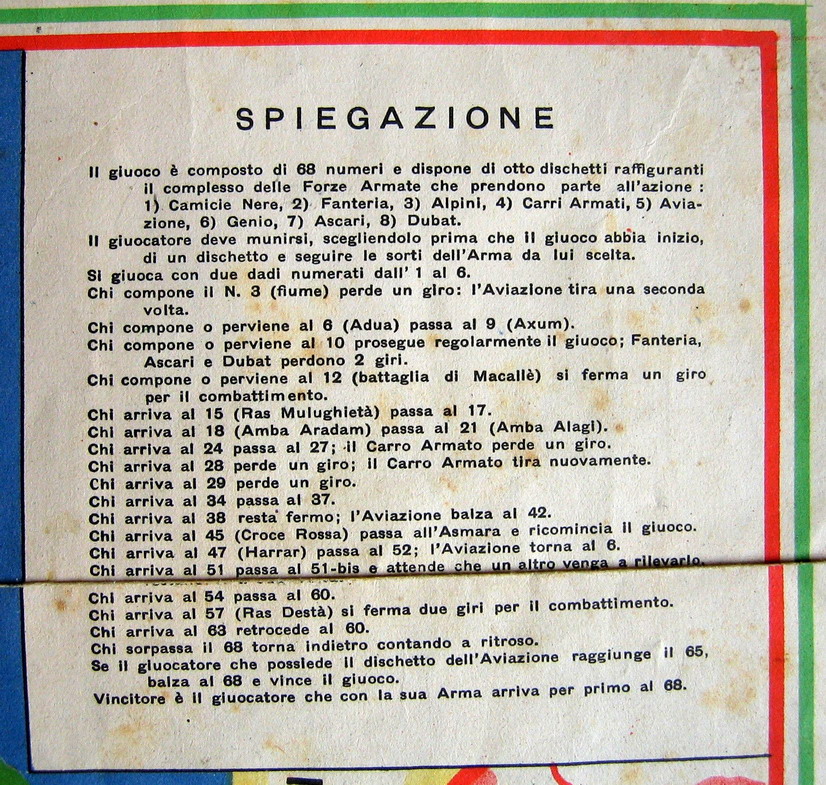 SPIEGAZIONE
Il giuoco è composto di 68 numeri e dispone di otto dischetti raffiguranti
il complesso delle Forze Armate che prendono parte all'azione :
1) Camicie Nere, 2) Fanteria, 3) Alpini, 4) Carri Armati, 5) Avia-
zione, 6) Genio, 7) Ascari, 8) Dubat.
Il giuocatore deve munirsi, scegliendolo prima che il giuoco abbia inizio,
di un dischetto e seguire le sorti dell'Arma da lui scelta.
Si giuoca con due dadi numerati dall' 1 al 6.
Chi compone il N. 3 (fiume) perde un giro: l'Aviazione tira una seconda
volta.
Chi compone o perviene al 6 (Adua) passa al 9 (Axum).
Chi compone o perviene al 10 prosegue regolarmente il giuoco; Fanteria,
Ascari e Dubat perdono 2 giri.
Chi compone o perviene al 12 (battaglia di Macallè) si ferma un giro
per il combattimento.
Chi arriva al 15 (Ras Mulughietà) passa al 17.
Chi arriva al 18 (Amba Aradam) passa al 21 (Amba Alagi).
Chi arriva al 24 passa al 27; il Carro Armato perde un giro.
Chi arriva al 28 perde un giro; il Carro Armato tira nuovamente.
Chi arriva al 29 perde un giro.
Chi arriva al 34 passa al 37.
Chi arriva al 38 resta fermo; l'Aviazione balza al 42.
Chi arriva al 45 (Croce Rossa) passa all'Asmara e ricomincia il giuoco.
Chi arriva al 47 (Harrar) passa al 52; l'Aviazione torna al 6.
Chi arriva al 51 passa al 51-bis e attende che un altro venga a rilevarlo.
Chi arriva al 54 passa al 60.
Chi arriva al 57 (Ras Destà) si ferma due giri per il combattimento.
Chi arriva al 63 retrocede al 60.
Chi sorpassa il 68 torna indietro contando a ritroso.
Se il giuocatore che possiede il dischetto dell'Aviazione raggiunge il 65,
balza al 68 e vince il giuoco.
Vincitore è il giuocatore che con la sua Arma arriva per primo al 68.